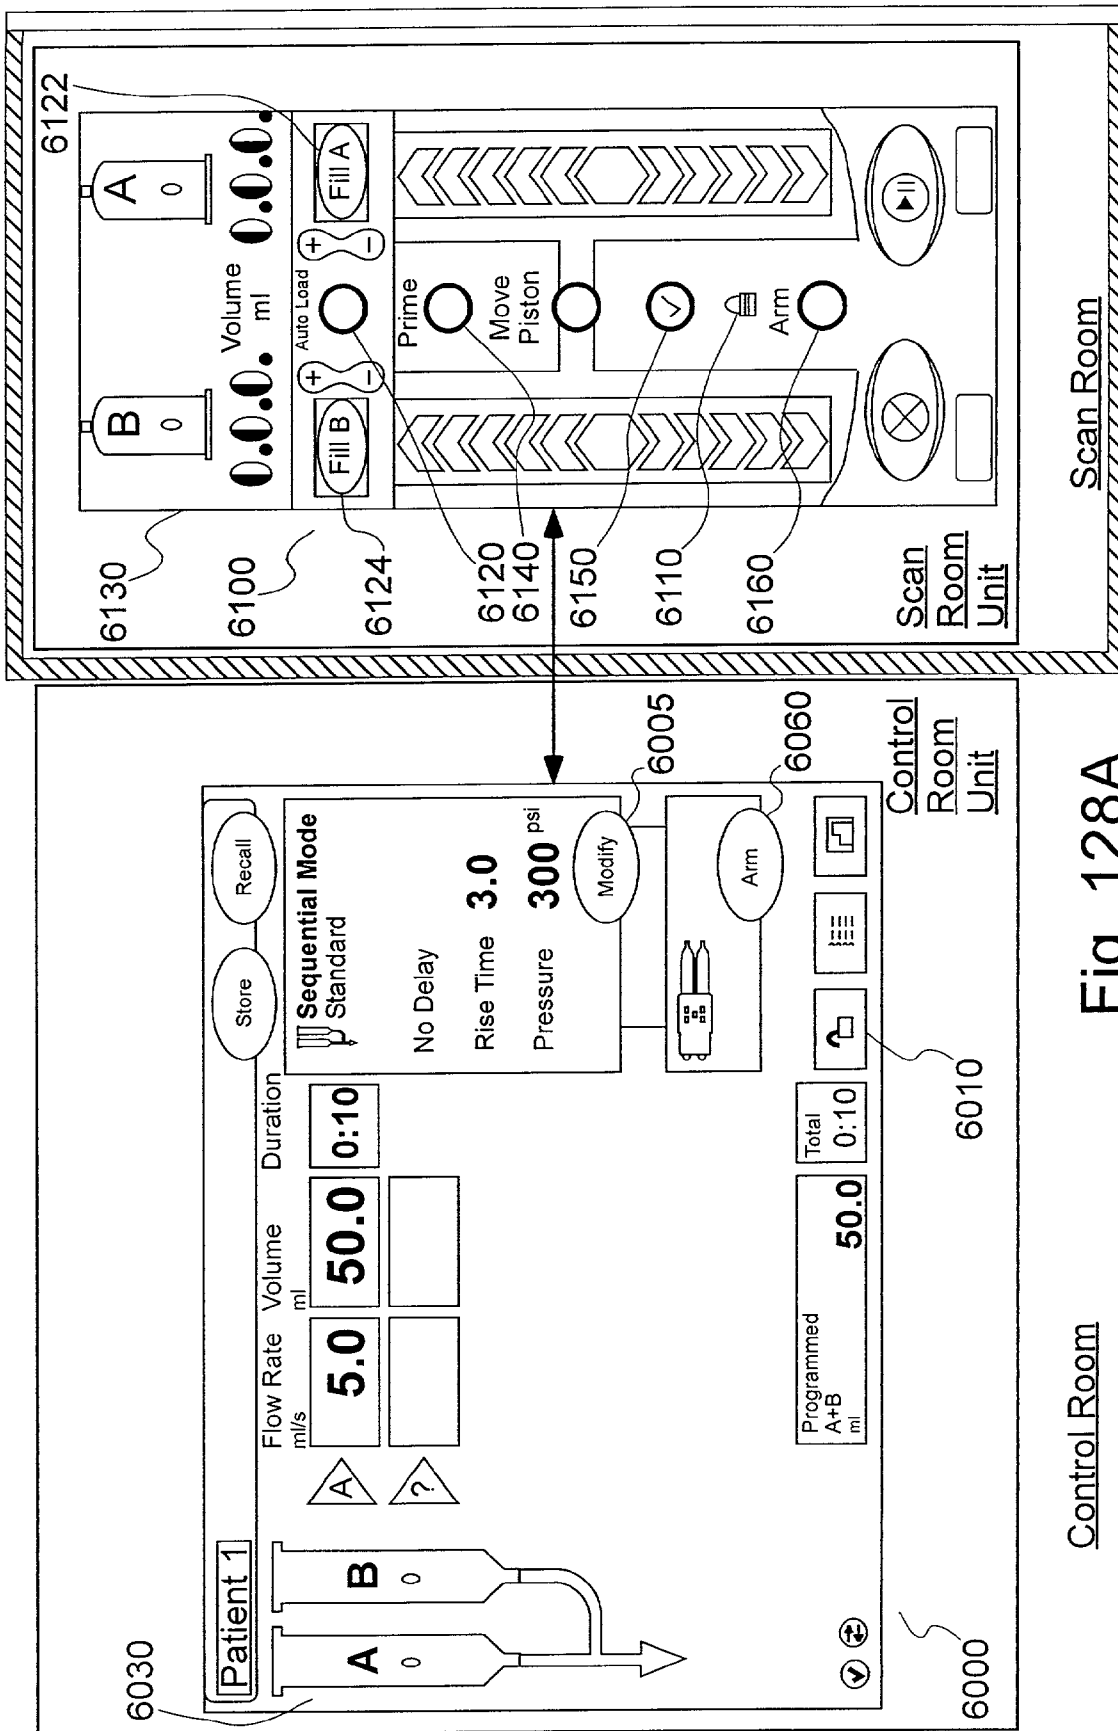 6030
Patient 1
Store
Recall
A
B
0
0
Flow Rate
ml/s
Volume
ml
Duration
A
5.0
50.0
0:10
?
Sequential Mode
Standard
No Delay
Rise Time 3.0
Pressure 300 psi
Modify
6005
Arm
6060
Programmed
A+B
ml
50.0
Total
0:10
6010
6000
Control
Room
Unit
Control Room
6130
6100
6124
6120
6140
6150
6110
6160
6122
B
0
A
0
0.0.0.
Volume
ml
0.0.0.
Fill B
+
−
Auto Load
+
−
Fill A
Prime
Move
Piston
Arm
Scan
Room
Unit
Scan Room
Fig. 128A